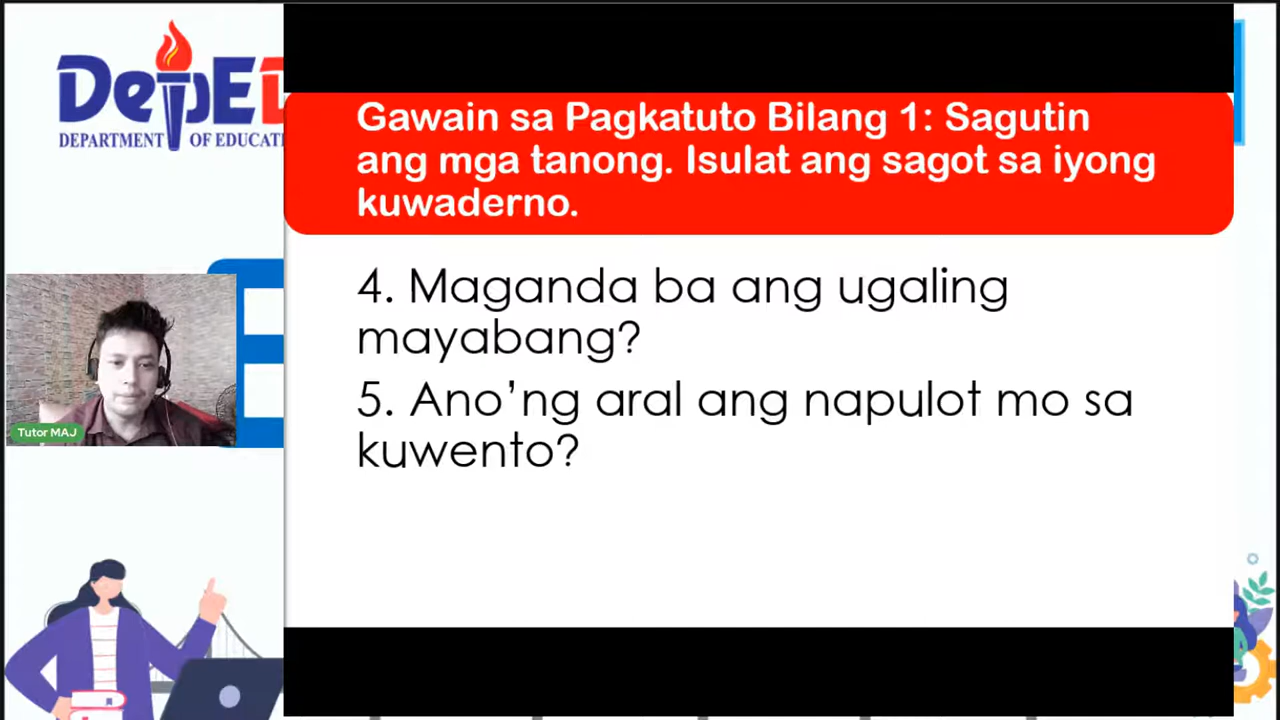 DepE
DEPARTMENT OF EDUCATI
Gawain sa Pagkatuto Bilang 1: Sagutin
ang mga tanong. Isulat ang sagot sa iyong
kuwaderno.
4. Maganda ba ang ugaling
mayabang?
5. Ano’ng aral ang napulot mo sa
kuwento?
Tutor MAJ